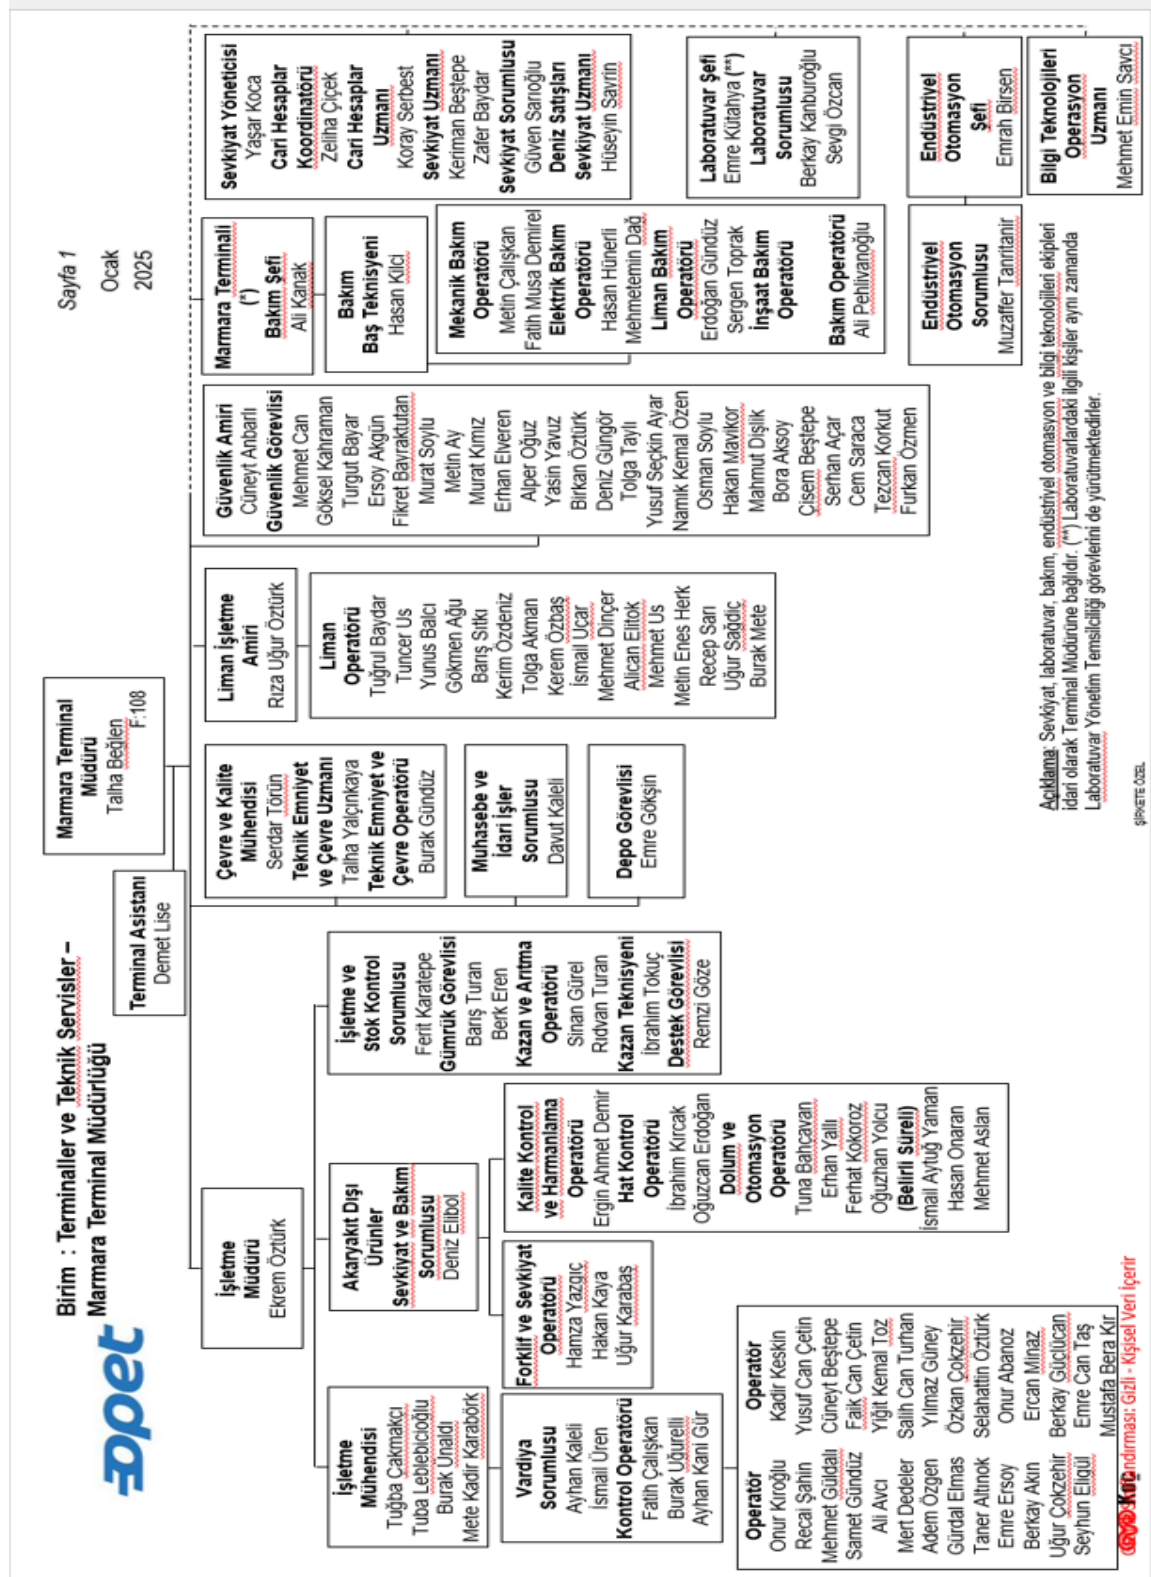 Birim : Terminaller ve Teknik Servisler –
Marmara Terminal Müdürlüğü
opet
Sayfa 1
Ocak
2025
Marmara Terminal
Müdürü
Talha Beğlen
F:108
Terminal Asistanı
Demet Lise
İşletme
Müdürü
Ekrem Öztürk
İşletme
Mühendisi
Tuğba Çakmakçı
Tuba Leblebicioğlu
Burak Ünaldı
Mete Kadir Karabörk
Vardiya
Sorumlusu
Ayhan Kaleli
İsmail Üren
Kontrol Operatörü
Fatih Çalışkan
Burak Uğurelli
Ayhan Kani Gür
Operatör
Onur Kıroğlu
Recai Şahin
Mehmet Güldalı
Samet Gündüz
Ali Avcı
Mert Dedeler
Adem Özgen
Gürdal Elmas
Taner Altınok
Emre Ersoy
Berkay Akın
Uğur Çokzehir
Seyhun Eligül
Operatör
Kadir Keskin
Yusuf Can Çetin
Cüneyt Beştepe
Faik Can Çetin
Yiğit Kemal Toz
Salih Can Turhan
Yılmaz Güney
Özkan Çokzehir
Selahattin Öztürk
Onur Abanoz
Ercan Minaz
Berkay Güçlücan
Emre Can Taş
Mustafa Bera Kır
Akaryakıt Dışı
Ürünler
Sevkiyat ve Bakım
Sorumlusu
Deniz Elibol
Forklif ve Sevkiyat
Operatörü
Hamza Yazgıç
Hakan Kaya
Uğur Karabaş
Kalite Kontrol
ve Harmanlama
Operatörü
Ergin Ahmet Demir
Hat Kontrol
Operatörü
İbrahim Kırcak
Oğuzcan Erdoğan
Dolum ve
Otomasyon
Operatörü
Tuna Bahçavan
Erhan Yallı
Ferhat Kokoroz
Oğuzhan Yolcu
(Belirli Süreli)
İsmail Aytuğ Yaman
Hasan Onaran
Mehmet Aslan
İşletme ve
Stok Kontrol
Sorumlusu
Ferit Karatepe
Gümrük Görevlisi
Barış Turan
Berk Eren
Kazan ve Arıtma
Operatörü
Sinan Gürel
Rıdvan Turan
Kazan Teknisyeni
İbrahim Tokuç
Destek Görevlisi
Remzi Göze
Çevre ve Kalite
Mühendisi
Serdar Törün
Teknik Emniyet
ve Çevre Uzmanı
Talha Yalçınkaya
Teknik Emniyet ve
Çevre Operatörü
Burak Gündüz
Muhasebe ve
İdari İşler
Sorumlusu
Davut Kaleli
Depo Görevlisi
Emre Gökşin
Liman İşletme
Amiri
Rıza Uğur Öztürk
Liman
Operatörü
Tuğrul Baydar
Tuncer Us
Yunus Balcı
Gökmen Ağu
Barış Sıtkı
Kerim Özdeniz
Tolga Akman
Kerem Özbaş
İsmail Uçar
Mehmet Dinçer
Alican Elitok
Mehmet Us
Metin Enes Herk
Recep Sarı
Uğur Sağdıç
Burak Mete
Güvenlik Amiri
Cüneyt Anbarlı
Güvenlik Görevlisi
Mehmet Can
Göksel Kahraman
Turgut Bayar
Ersoy Akgün
Fikret Bayraktutan
Murat Soylu
Metin Ay
Murat Kımız
Erhan Elveren
Alper Oğuz
Yasin Yavuz
Birkan Öztürk
Deniz Güngör
Tolga Taylı
Yusuf Seçkin Ayar
Namık Kemal Özen
Osman Soylu
Hakan Mavikor
Mahmut Dişlik
Bora Aksoy
Çisem Beştepe
Serhan Açar
Cem Saraca
Tezcan Korkut
Furkan Özmen
Marmara Terminali
(*)
Bakım Şefi
Ali Kanak
Bakım
Baş Teknisyeni
Hasan Kilci
Mekanik Bakım
Operatörü
Metin Çalışkan
Fatih Musa Demirel
Elektrik Bakım
Operatörü
Hasan Hünerli
Mehmetemin Dağ
Liman Bakım
Operatörü
Erdoğan Gündüz
Sergen Toprak
İnşaat Bakım
Operatörü
Bakım Operatörü
Ali Pehlivanoğlu
Sevkiyat Yöneticisi
Yaşar Koca
Cari Hesaplar
Koordinatörü
Zeliha Çiçek
Cari Hesaplar
Uzmanı
Koray Serbest
Sevkiyat Uzmanı
Keriman Beştepe
Zafer Baydar
Sevkiyat Sorumlusu
Güven Sarıoğlu
Deniz Satışları
Sevkiyat Uzmanı
Hüseyin Savrin
Laboratuvar Şefi
Emre Kütahya (**)
Laboratuvar
Sorumlusu
Berkay Kanburoğlu
Sevgi Özcan
Endüstriyel
Otomasyon
Şefi
Emrah Birşen
Endüstriyel
Otomasyon
Sorumlusu
Muzaffer Tanrıtanir
Bilgi Teknolojileri
Operasyon
Uzmanı
Mehmet Emin Savcı
Açıklama: Sevkiyat, laboratuvar, bakım, endüstriyel otomasyon ve bilgi teknolojileri ekipleri
idari olarak Terminal Müdürüne bağlıdır. (**) Laboratuvarlardaki ilgili kişiler aynı zamanda
Laboratuvar Yönetim Temsilciliği görevlerini de yürütmektedirler.
ŞİRKETE ÖZEL
Gizli - Kişisel Veri İçerir